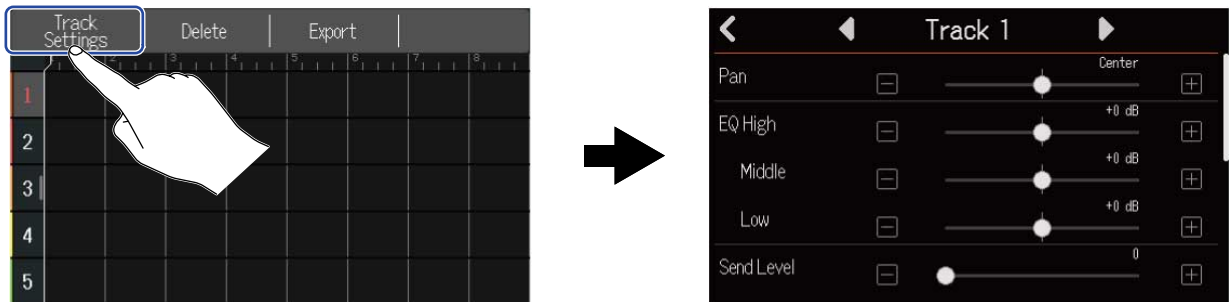 Track
Settings
Delete
Export
2 3 4 5 6 7 8
1
2
3
4
5
Track 1
Pan
Center
EQ High
+0 dB
Middle
+0 dB
Low
+0 dB
Send Level
0